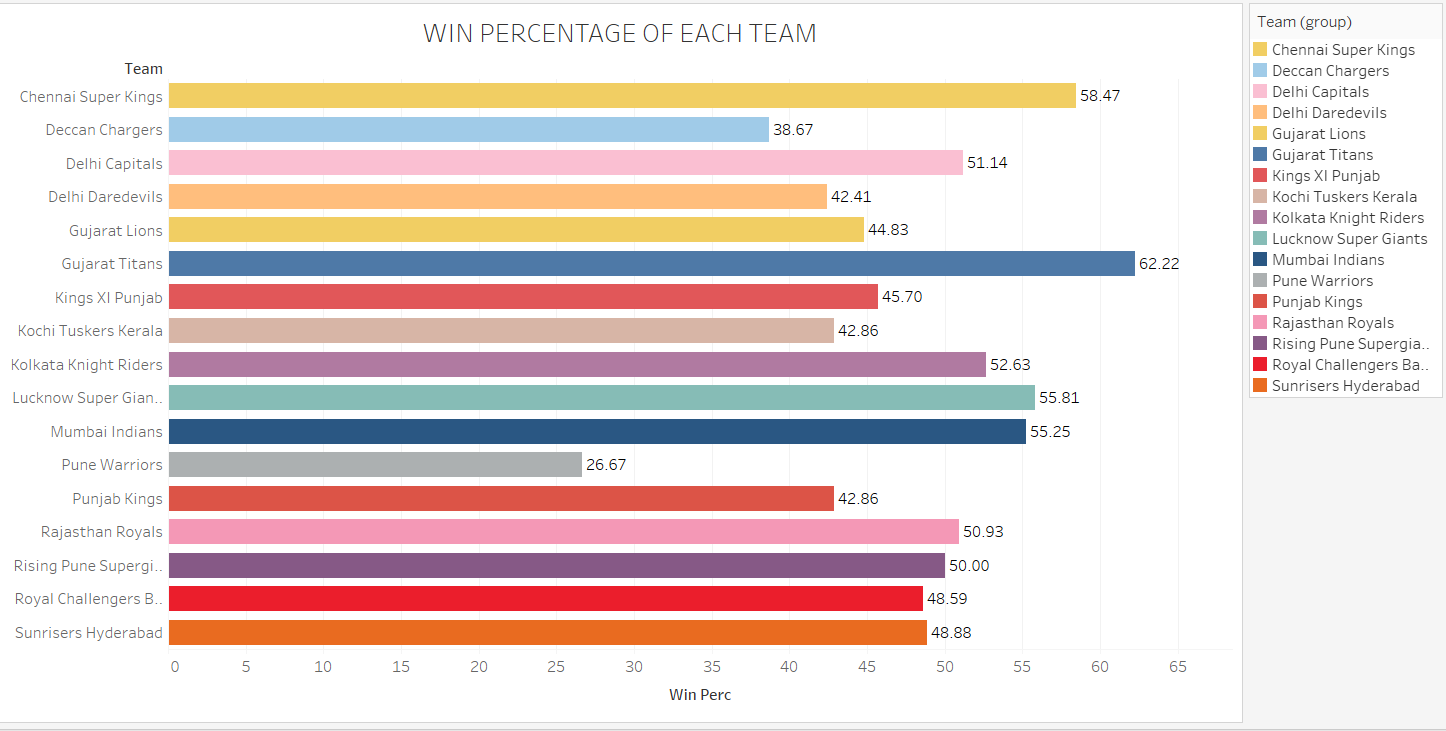 WIN PERCENTAGE OF EACH TEAM
Team
Chennai Super Kings 58.47
Deccan Chargers 38.67
Delhi Capitals 51.14
Delhi Daredevils 42.41
Gujarat Lions 44.83
Gujarat Titans 62.22
Kings XI Punjab 45.70
Kochi Tuskers Kerala 42.86
Kolkata Knight Riders 52.63
Lucknow Super Gian.. 55.81
Mumbai Indians 55.25
Pune Warriors 26.67
Punjab Kings 42.86
Rajasthan Royals 50.93
Rising Pune Supergi.. 50.00
Royal Challengers B.. 48.59
Sunrisers Hyderabad 48.88
0 5 10 15 20 25 30 35 40 45 50 55 60 65
Win Perc
Team (group)
Chennai Super Kings
Deccan Chargers
Delhi Capitals
Delhi Daredevils
Gujarat Lions
Gujarat Titans
Kings XI Punjab
Kochi Tuskers Kerala
Kolkata Knight Riders
Lucknow Super Giants
Mumbai Indians
Pune Warriors
Punjab Kings
Rajasthan Royals
Rising Pune Supergia..
Royal Challengers Ba..
Sunrisers Hyderabad